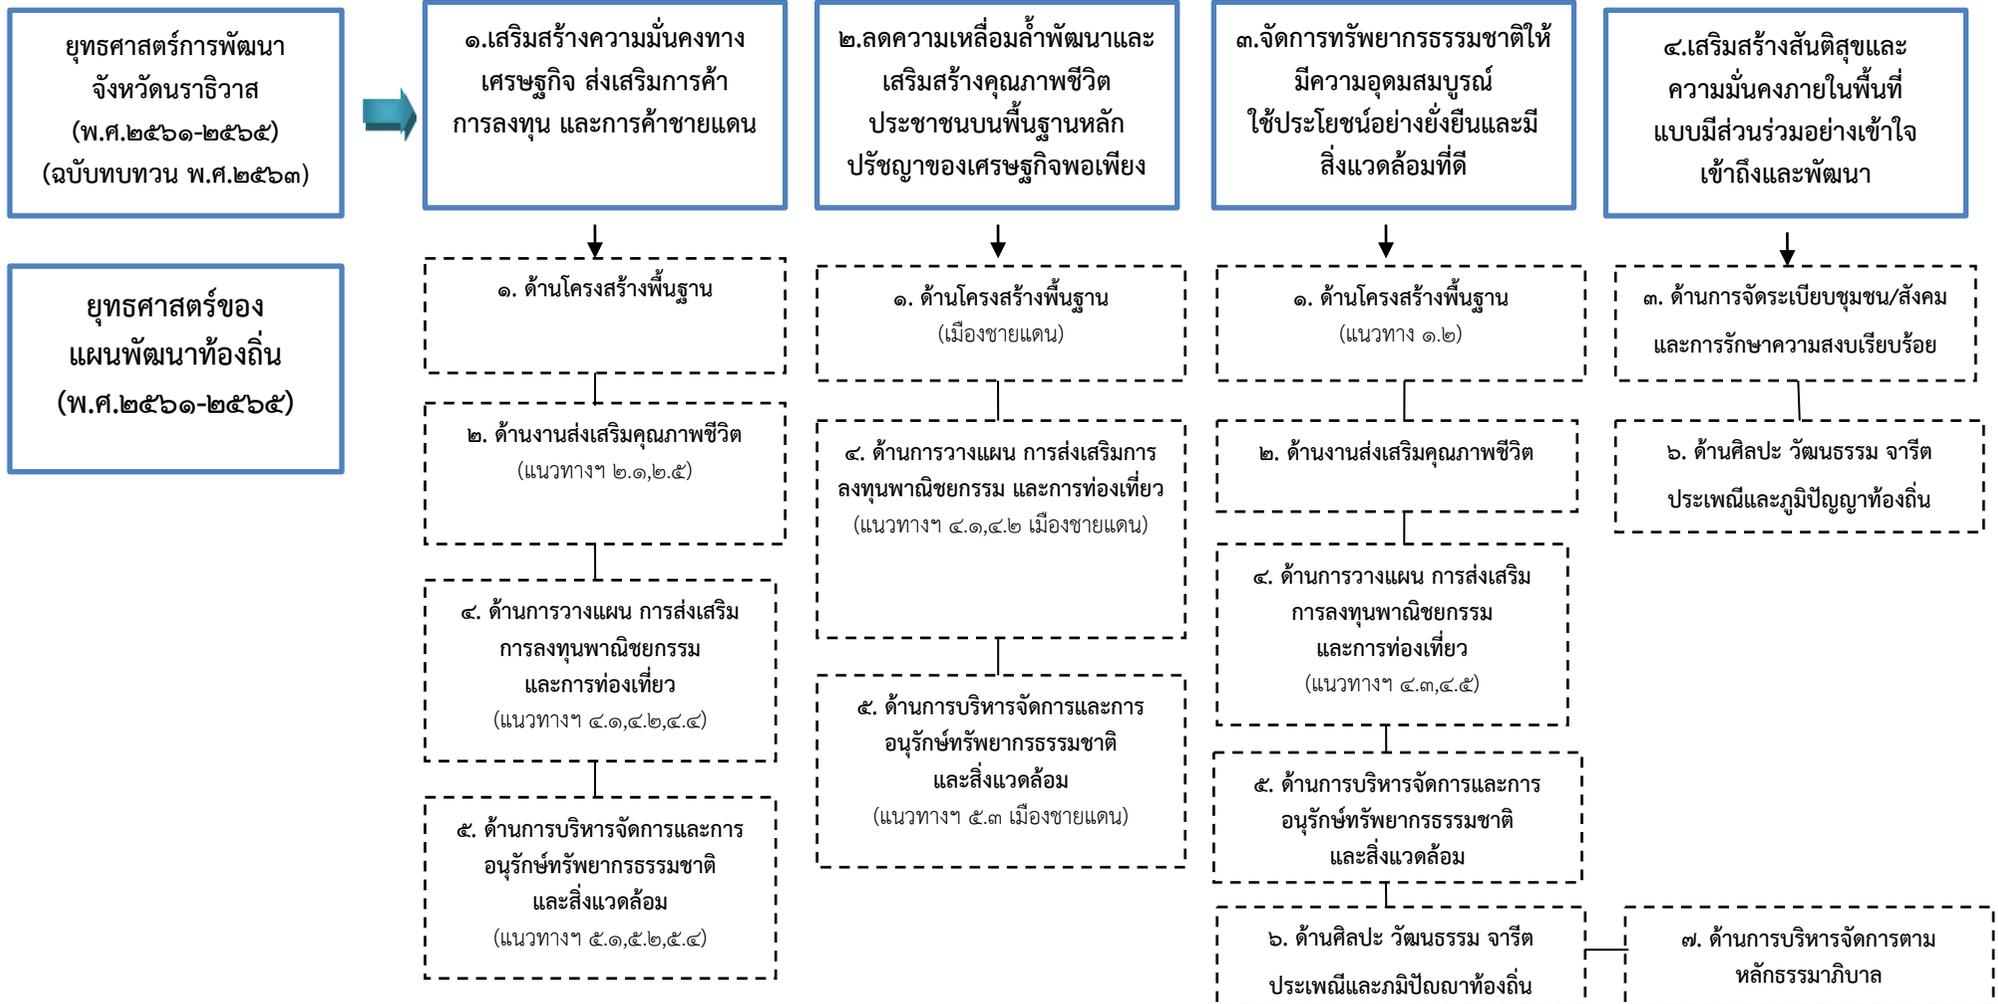 ยุทธศาสตร์การพัฒนา
จังหวัดนราธิวาส
(พ.ศ.๒๕๖๑-๒๕๖๕)
(ฉบับทบทวน พ.ศ.๒๕๖๓)
๑.เสริมสร้างความมั่นคงทาง
เศรษฐกิจ ส่งเสริมการค้า
การลงทุน และการค้าชายแดน
๒.ลดความเหลื่อมล้ำพัฒนาและ
เสริมสร้างคุณภาพชีวิต
ประชาชนบนพื้นฐานหลัก
ปรัชญาของเศรษฐกิจพอเพียง
๓.จัดการทรัพยากรธรรมชาติให้
มีความอุดมสมบูรณ์
ใช้ประโยชน์อย่างยั่งยืนและมี
สิ่งแวดล้อมที่ดี
๔.เสริมสร้างสันติสุขและ
ความมั่นคงภายในพื้นที่
แบบมีส่วนร่วมอย่างเข้าใจ
เข้าถึงและพัฒนา
ยุทธศาสตร์ของ
แผนพัฒนาท้องถิ่น
(พ.ศ.๒๕๖๑-๒๕๖๕)
๑. ด้านโครงสร้างพื้นฐาน
๒. ด้านงานส่งเสริมคุณภาพชีวิต
(แนวทางฯ ๒.๑,๒.๕)
๔. ด้านการวางแผน การส่งเสริม
การลงทุนพาณิชยกรรม
และการท่องเที่ยว
(แนวทางฯ ๔.๑,๔.๒,๔.๔)
๕. ด้านการบริหารจัดการและการ
อนุรักษ์ทรัพยากรธรรมชาติ
และสิ่งแวดล้อม
(แนวทางฯ ๕.๑,๕.๒,๕.๔)
๑. ด้านโครงสร้างพื้นฐาน
(เมืองชายแดน)
๔. ด้านการวางแผน การส่งเสริมการ
ลงทุนพาณิชยกรรม และการท่องเที่ยว
(แนวทางฯ ๔.๑,๔.๒ เมืองชายแดน)
๕. ด้านการบริหารจัดการและการ
อนุรักษ์ทรัพยากรธรรมชาติ
และสิ่งแวดล้อม
(แนวทางฯ ๕.๓ เมืองชายแดน)
๑. ด้านโครงสร้างพื้นฐาน
(แนวทาง ๑.๒)
๒. ด้านงานส่งเสริมคุณภาพชีวิต
๔. ด้านการวางแผน การส่งเสริม
การลงทุนพาณิชยกรรม
และการท่องเที่ยว
(แนวทางฯ ๔.๓,๔.๕)
๕. ด้านการบริหารจัดการและการ
อนุรักษ์ทรัพยากรธรรมชาติ
และสิ่งแวดล้อม
๖. ด้านศิลปะ วัฒนธรรม จารีต
ประเพณีและภูมิปัญญาท้องถิ่น
๓. ด้านการจัดระเบียบชุมชน/สังคม
และการรักษาความสงบเรียบร้อย
๖. ด้านศิลปะ วัฒนธรรม จารีต
ประเพณีและภูมิปัญญาท้องถิ่น
๗. ด้านการบริหารจัดการตาม
หลักธรรมาภิบาล